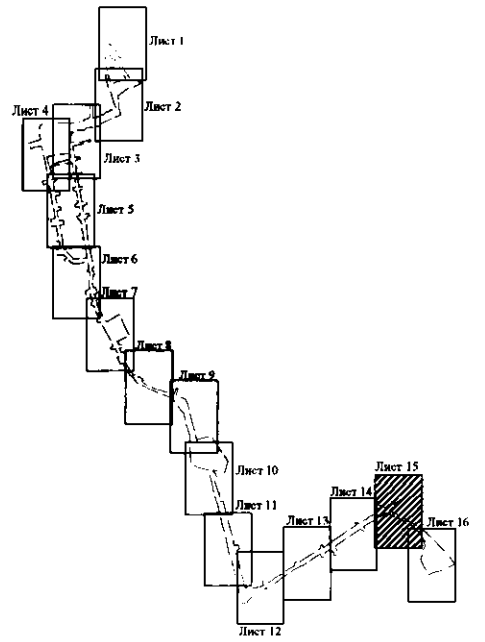 Лист 1
Лист 2
Лист 4
Лист 3
Лист 5
Лист 6
Лист 7
Лист 8
Лист 9
Лист 10
Лист 15
Лист 14
Лист 11
Лист 13
Лист 16
Лист 12